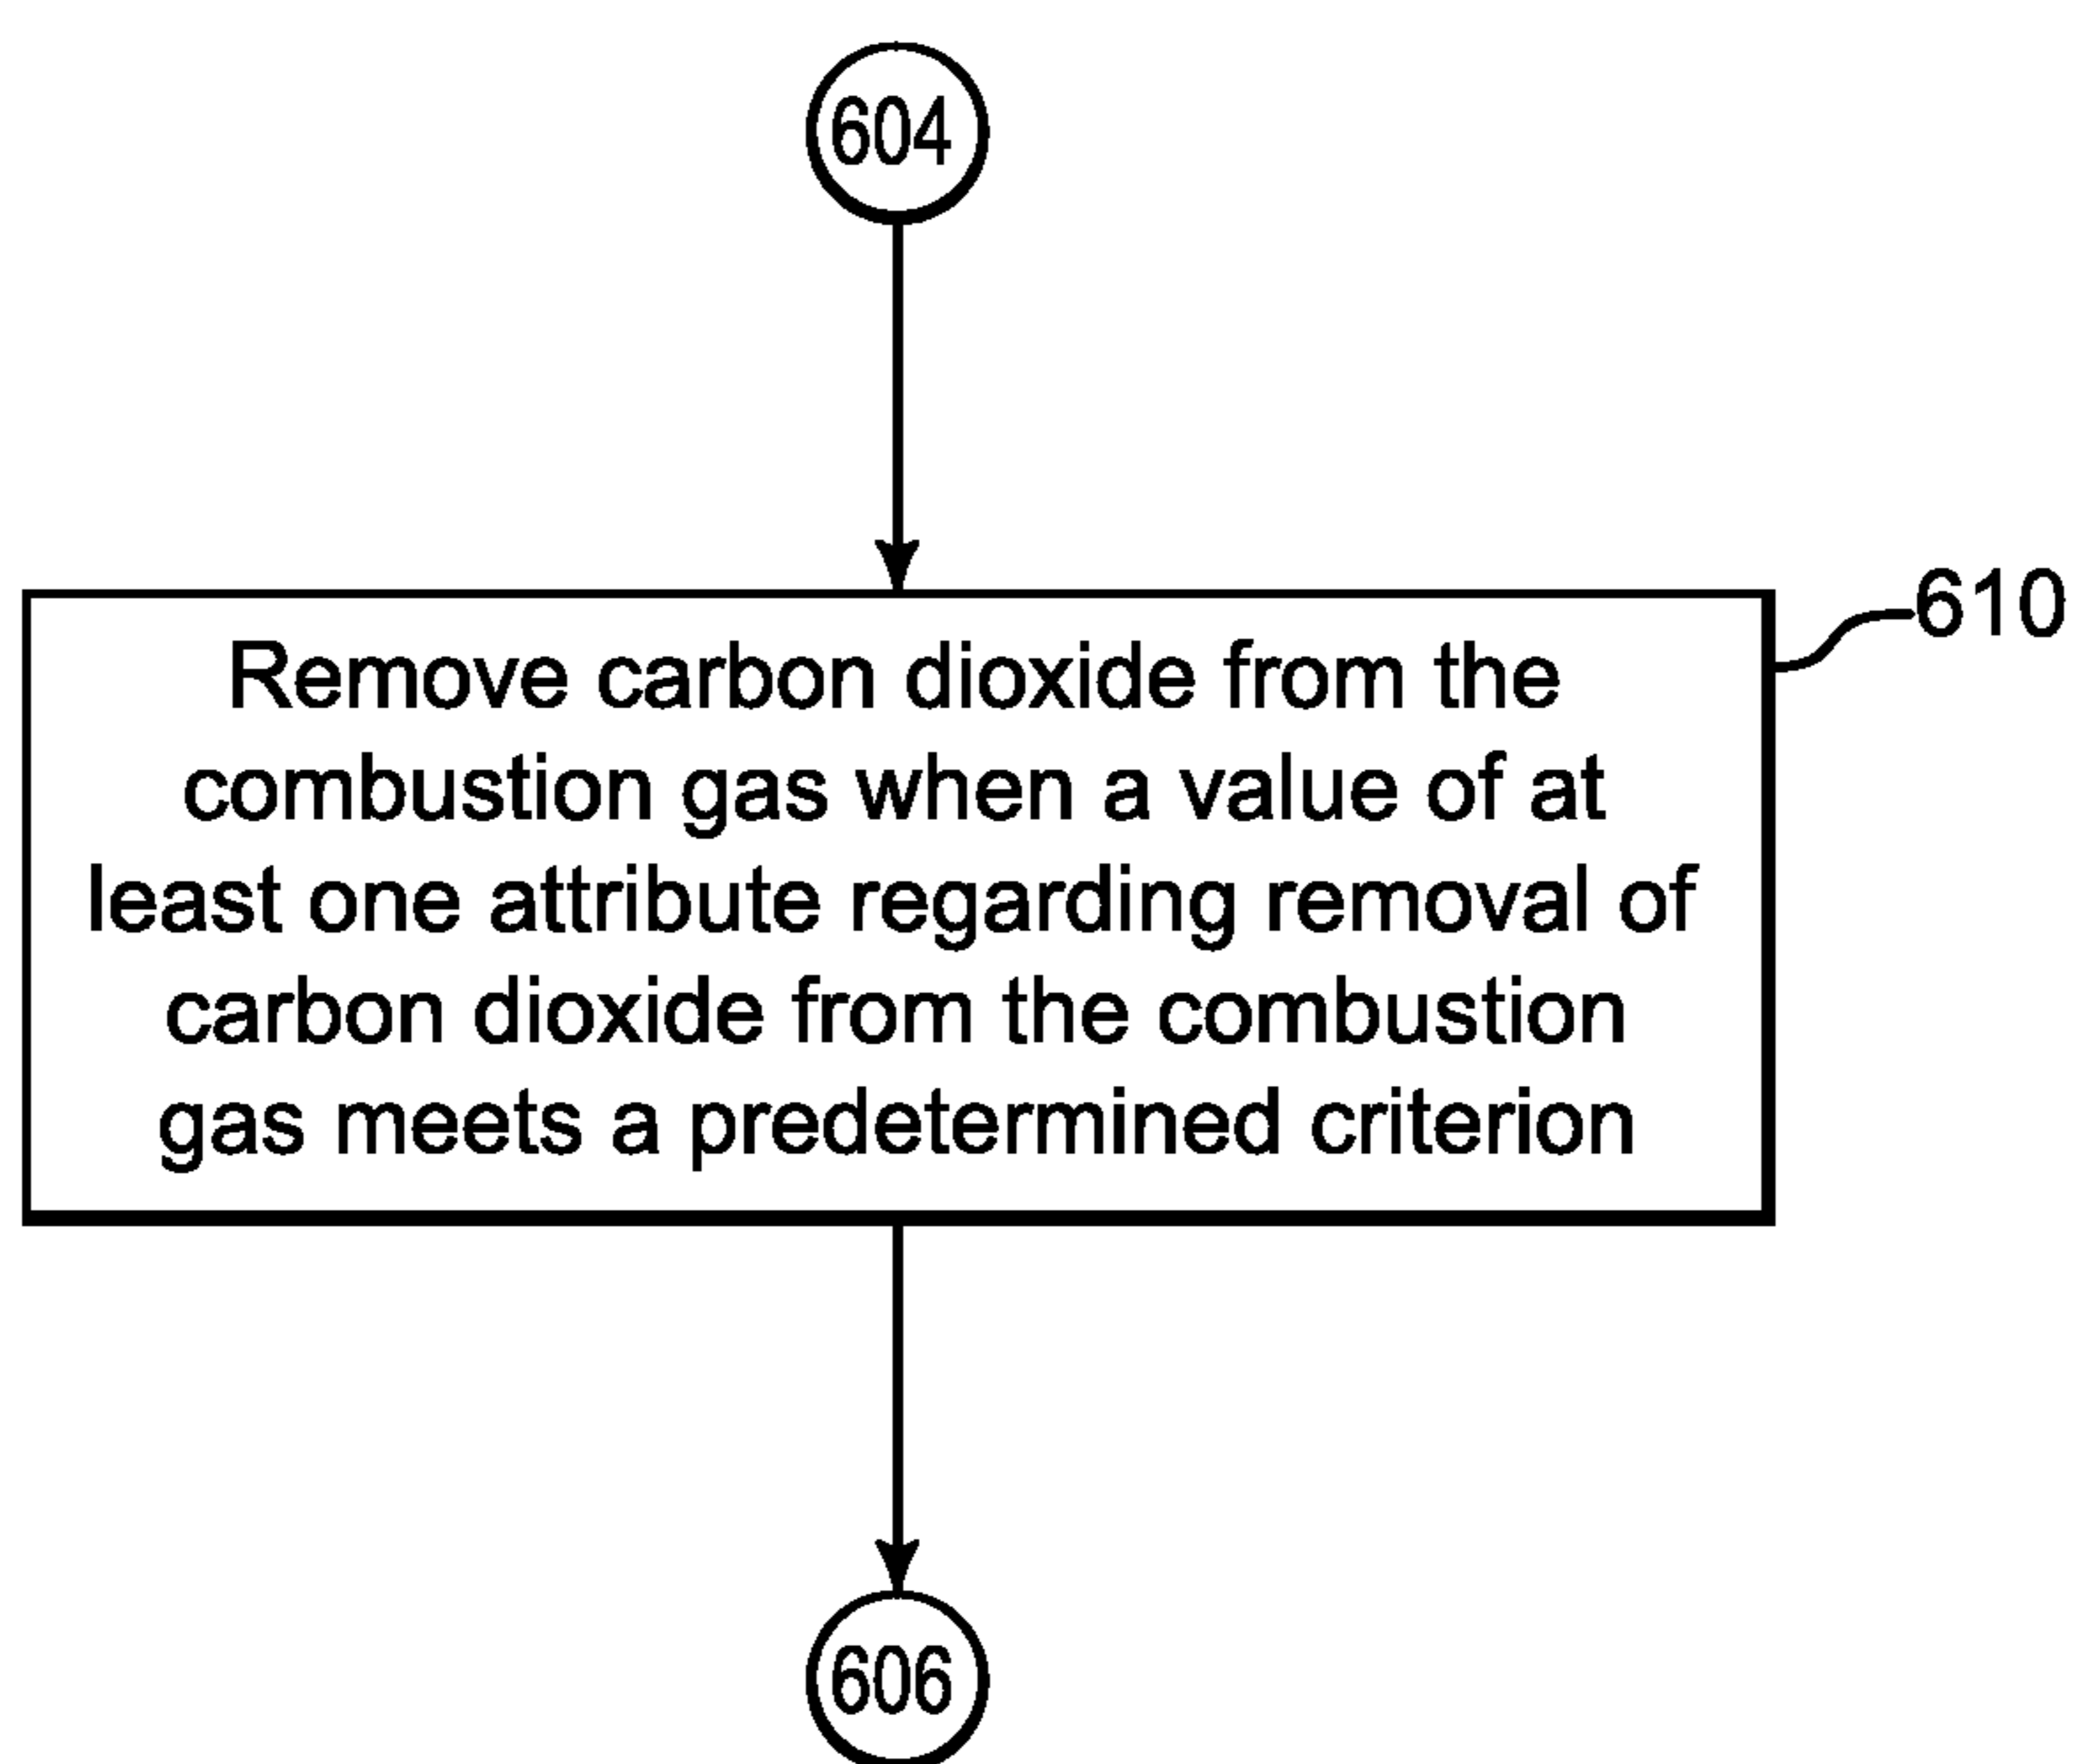 604
610
Remove carbon dioxide from the
combustion gas when a value of at
least one attribute regarding removal of
carbon dioxide from the combustion
gas meets a predetermined criterion
606